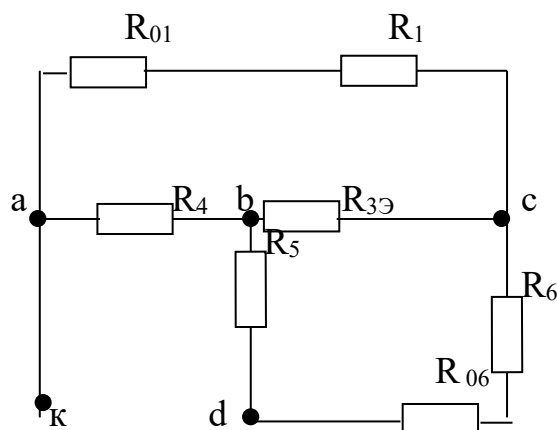 R₀₁ R₁
a R₄ b R₃Э c
R₅
R₆
R ₀₆
к d